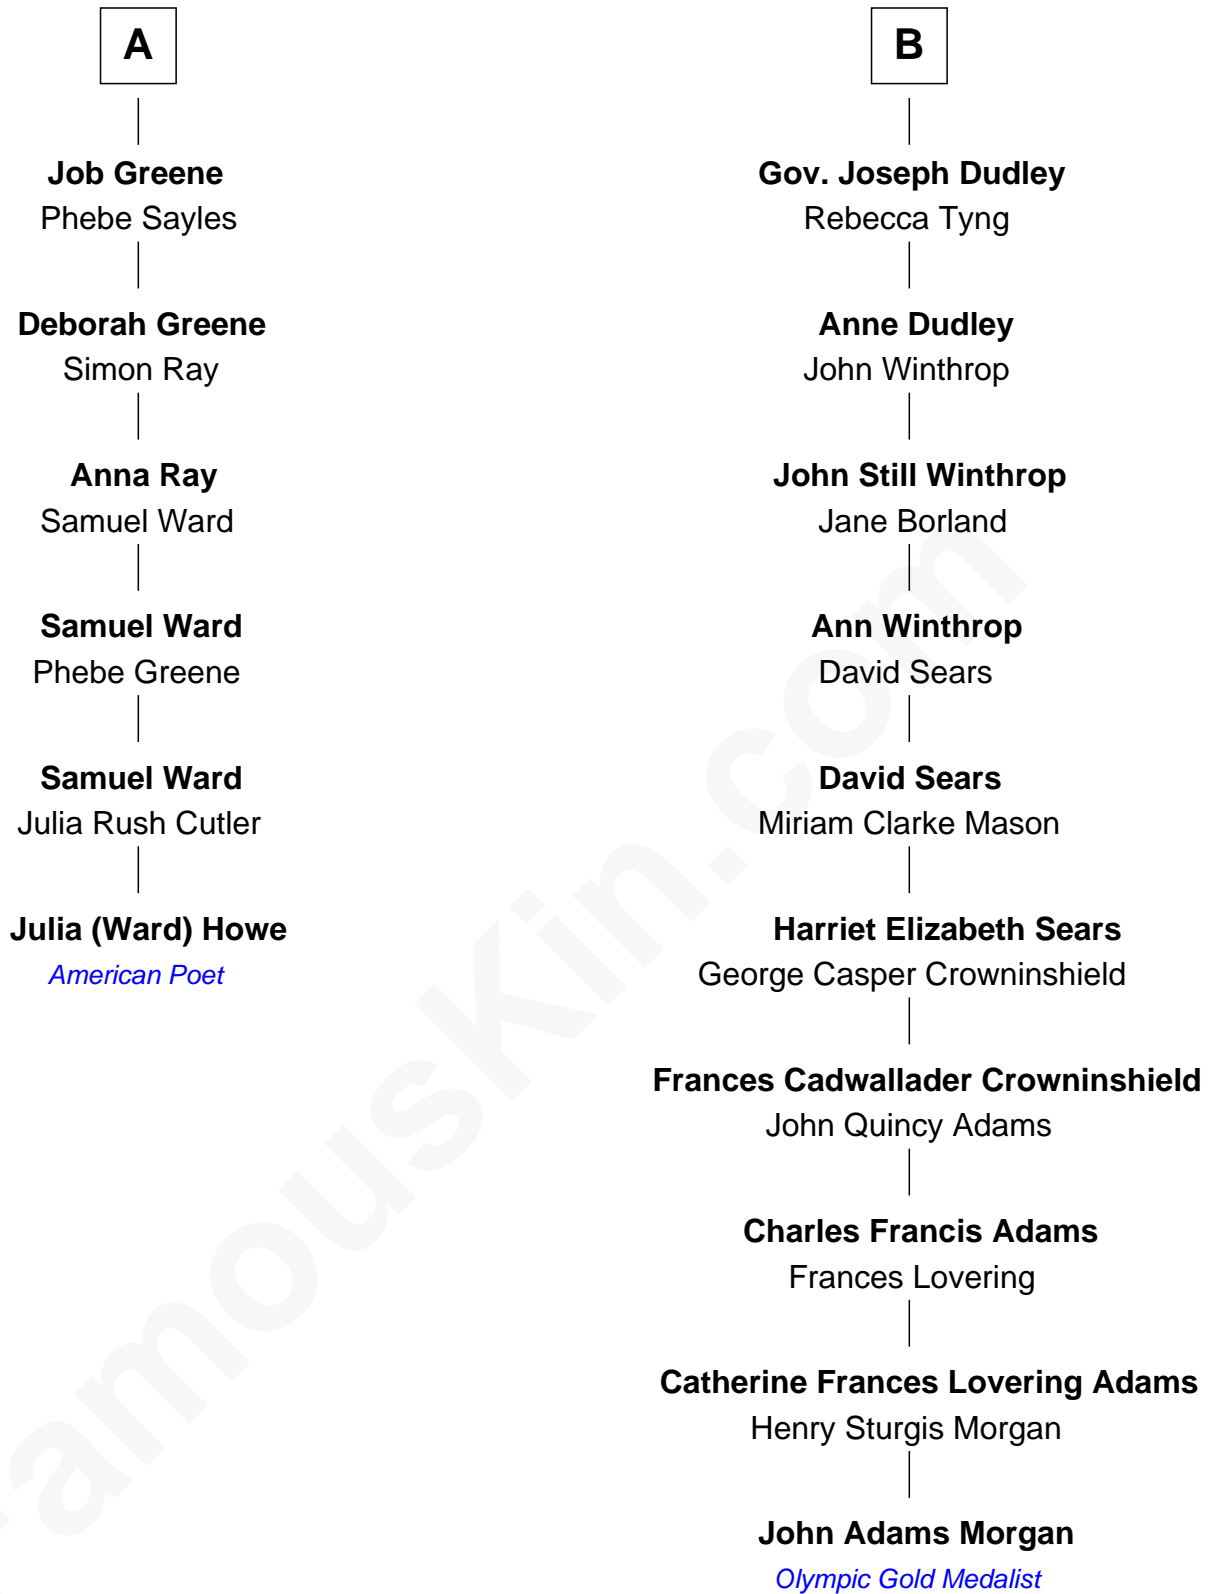 A
Job Greene
Phebe Sayles
Deborah Greene
Simon Ray
Anna Ray
Samuel Ward
Samuel Ward
Phebe Greene
Samuel Ward
Julia Rush Cutler
Julia (Ward) Howe
American Poet
B
Gov. Joseph Dudley
Rebecca Tyng
Anne Dudley
John Winthrop
John Still Winthrop
Jane Borland
Ann Winthrop
David Sears
David Sears
Miriam Clarke Mason
Harriet Elizabeth Sears
George Casper Crowninshield
Frances Cadwallader Crowninshield
John Quincy Adams
Charles Francis Adams
Frances Lovering
Catherine Frances Lovering Adams
Henry Sturgis Morgan
John Adams Morgan
Olympic Gold Medalist
amousKin.com